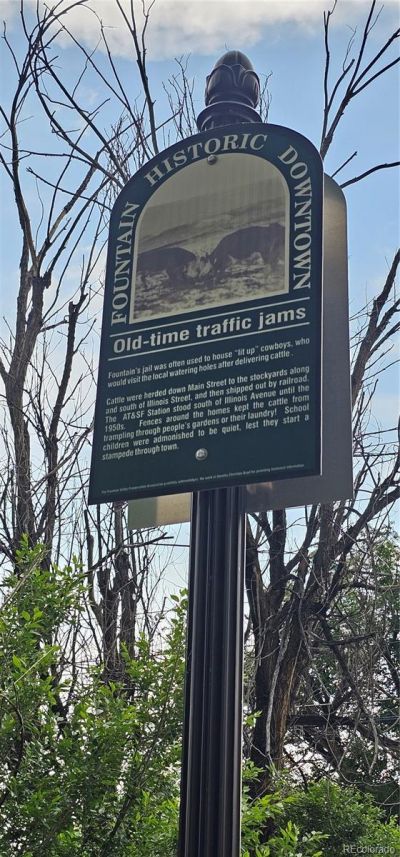 FOUNTAIN HISTORIC DOWNTOWN
Old-time traffic jams
Fountain's jail was often used to house "lit up" cowboys, who
would visit the local watering holes after delivering cattle.
Cattle were herded down Main Street to the stockyards along
and south of Illinois Street, and then shipped out by railroad.
The AT&SF Station stood south of Illinois Avenue until the
1950s. Fences around the homes kept the cattle from
trampling through people's gardens or their laundry! School
children were admonished to be quiet, lest they start a
stampede through town.
REcolorado